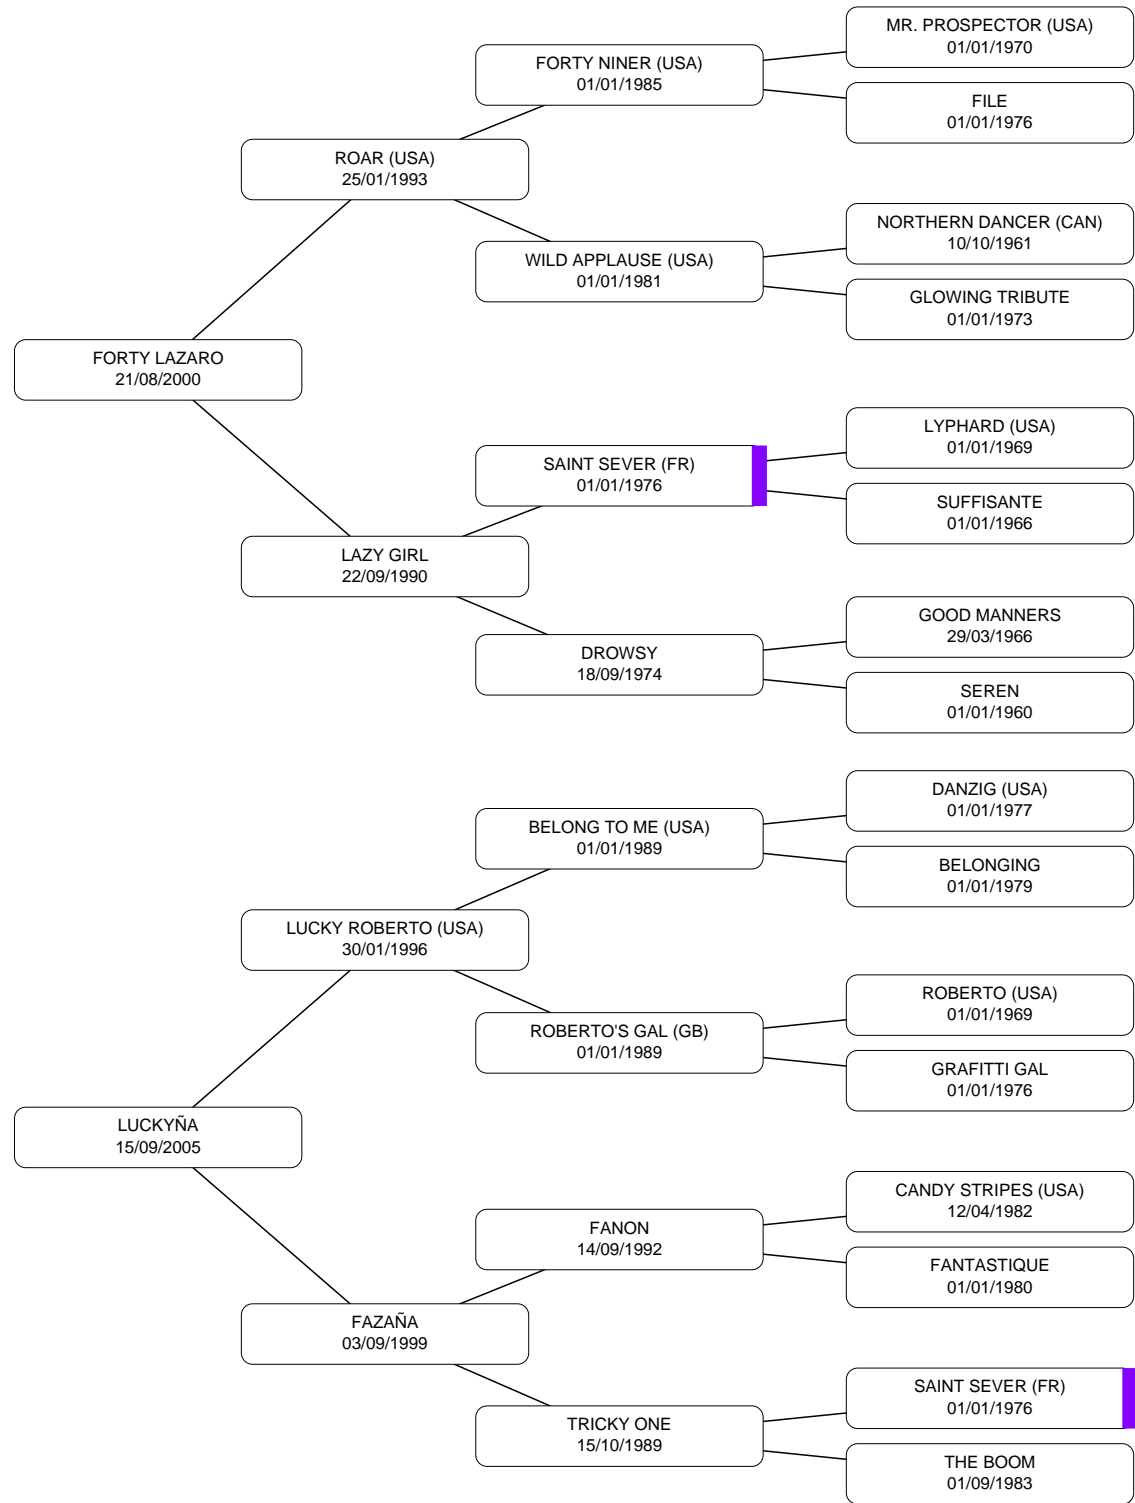 MR. PROSPECTOR (USA)
01/01/1970
FORTY NINER (USA)
01/01/1985
FILE
01/01/1976
ROAR (USA)
25/01/1993
NORTHERN DANCER (CAN)
10/10/1961
WILD APPLAUSE (USA)
01/01/1981
GLOWING TRIBUTE
01/01/1973
FORTY LAZARO
21/08/2000
LYPHARD (USA)
01/01/1969
SAINT SEVER (FR)
01/01/1976
SUFFISANTE
01/01/1966
LAZY GIRL
22/09/1990
GOOD MANNERS
29/03/1966
DROWSY
18/09/1974
SEREN
01/01/1960
DANZIG (USA)
01/01/1977
BELONG TO ME (USA)
01/01/1989
BELONGING
01/01/1979
LUCKY ROBERTO (USA)
30/01/1996
ROBERTO (USA)
01/01/1969
ROBERTO'S GAL (GB)
01/01/1989
GRAFITTI GAL
01/01/1976
LUCKYÑA
15/09/2005
CANDY STRIPES (USA)
12/04/1982
FANON
14/09/1992
FANTASTIQUE
01/01/1980
FAZAÑA
03/09/1999
SAINT SEVER (FR)
01/01/1976
TRICKY ONE
15/10/1989
THE BOOM
01/09/1983